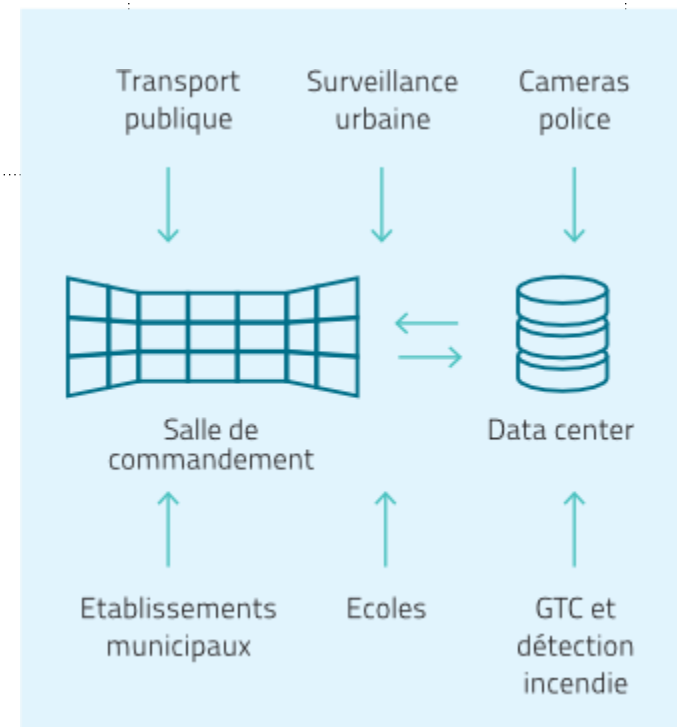 Transport
publique
Surveillance
urbaine
Cameras
police
Salle de
commandement
Data center
Etablissements
municipaux
Ecoles
GTC et
détection
incendie